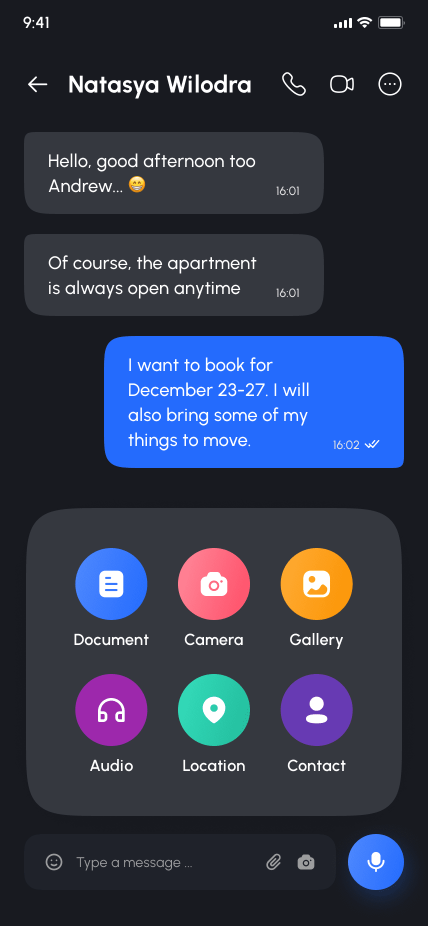 9:41
Natasya Wilodra
Hello, good afternoon too
Andrew... 😁
16:01
Of course, the apartment
is always open anytime
16:01
I want to book for
December 23-27. I will
also bring some of my
things to move.
16:02
Document
Camera
Gallery
Audio
Location
Contact
Type a message ...